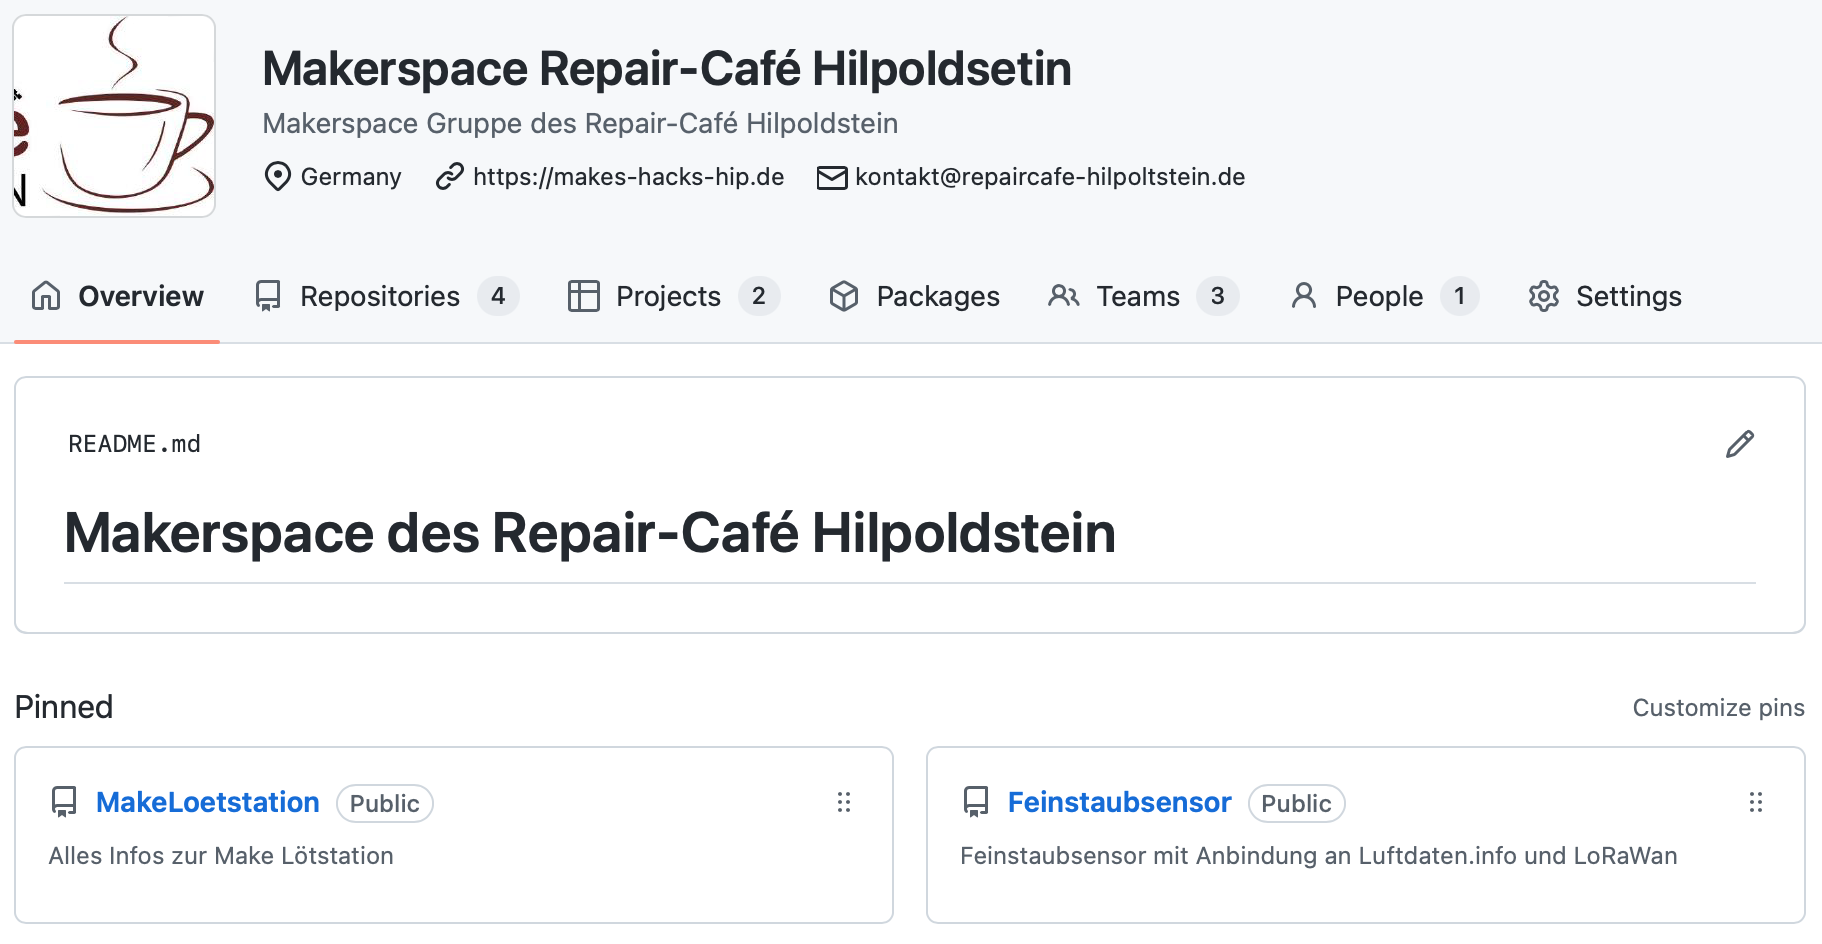 Makerspace Repair-Café Hilpoldsetin
Makerspace Gruppe des Repair-Café Hilpoldstein
Germany https://makes-hacks-hip.de kontakt@repaircafe-hilpoltstein.de
Overview Repositories 4 Projects 2 Packages Teams 3 People 1 Settings
README.md
Makerspace des Repair-Café Hilpoldstein
Pinned Customize pins
MakeLoetstation Public
Alles Infos zur Make Lötstation
Feinstaubsensor Public
Feinstaubsensor mit Anbindung an Luftdaten.info und LoRaWan